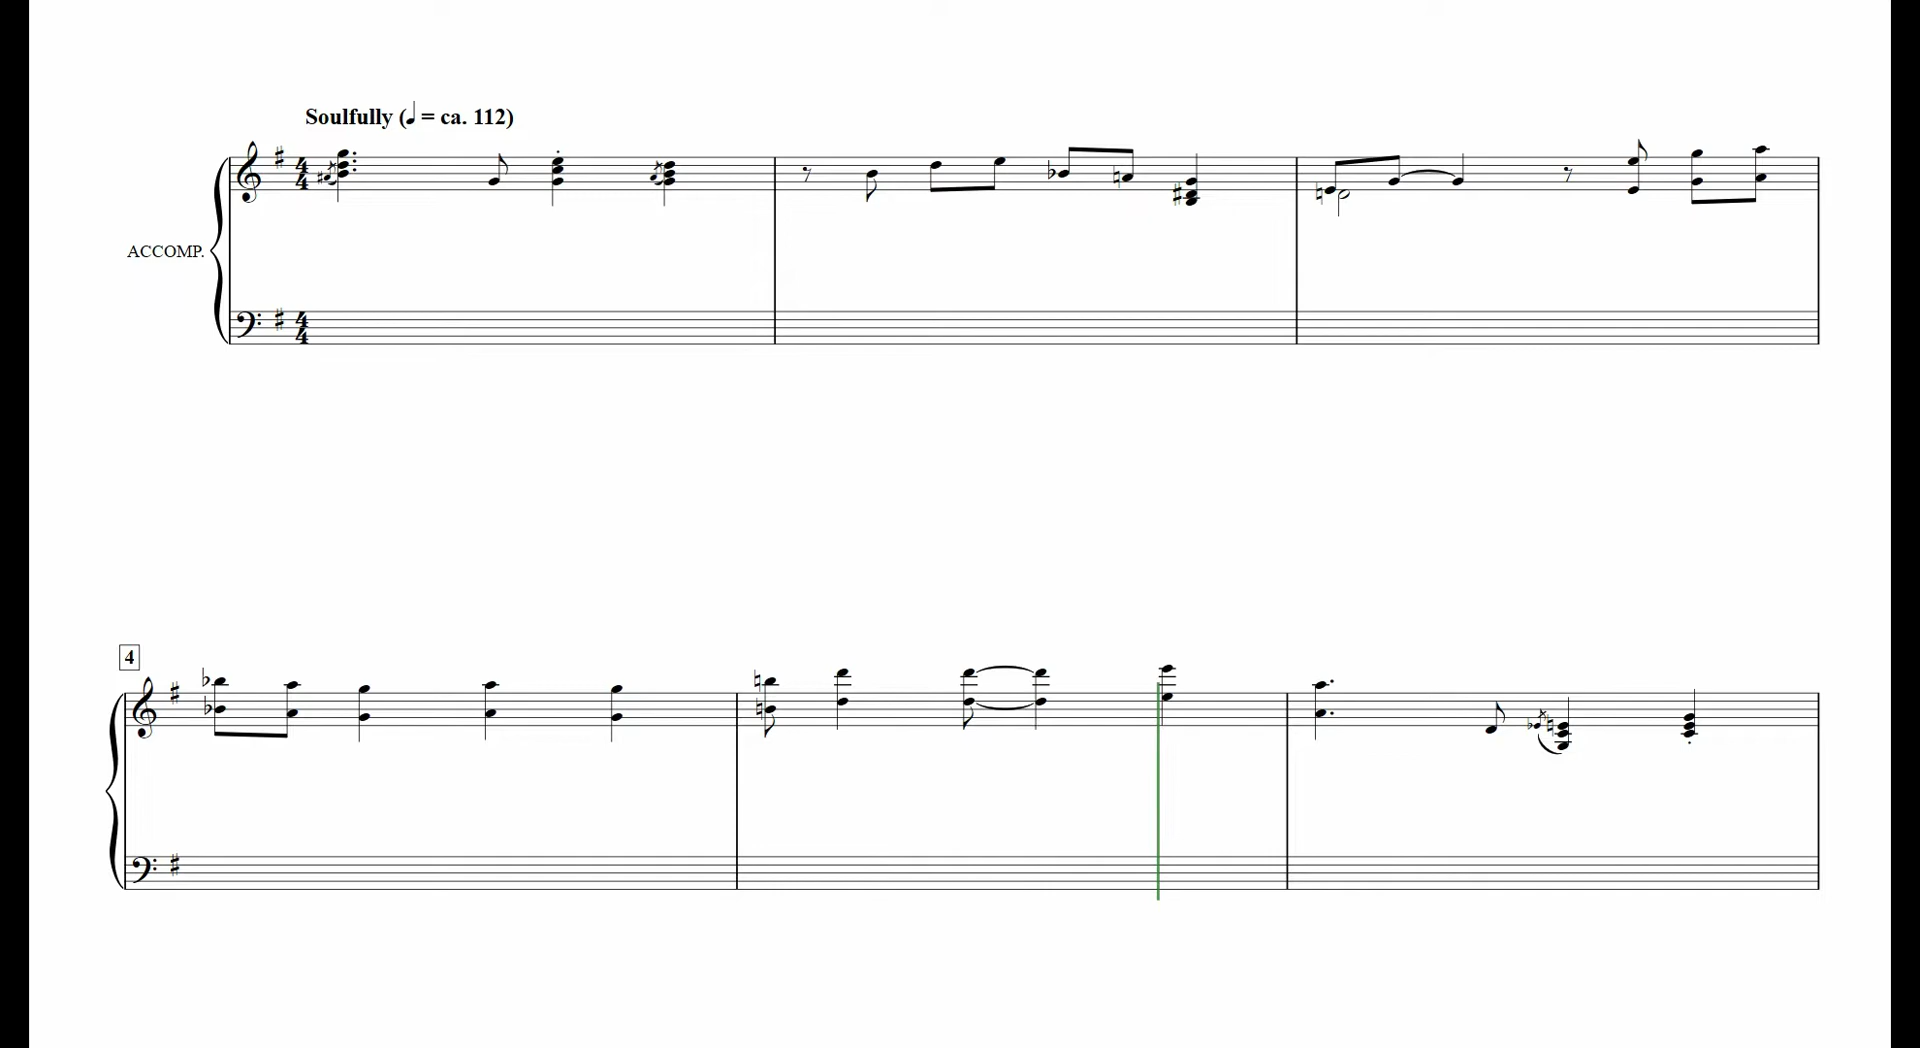 Soulfully (♩ = ca. 112)
ACCOMP.
4